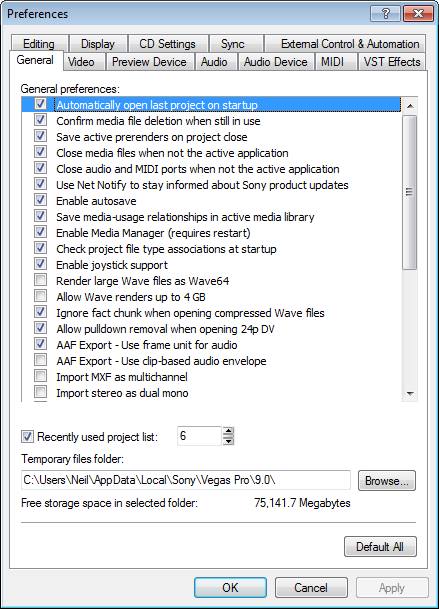 Preferences
Editing Display CD Settings Sync External Control & Automation
General Video Preview Device Audio Audio Device MIDI VST Effects
General preferences:
Automatically open last project on startup
Confirm media file deletion when still in use
Save active prerenders on project close
Close media files when not the active application
Close audio and MIDI ports when not the active application
Use Net Notify to stay informed about Sony product updates
Enable autosave
Save media-usage relationships in active media library
Enable Media Manager (requires restart)
Check project file type associations at startup
Enable joystick support
Render large Wave files as Wave64
Allow Wave renders up to 4 GB
Ignore fact chunk when opening compressed Wave files
Allow pulldown removal when opening 24p DV
AAF Export - Use frame unit for audio
AAF Export - Use clip-based audio envelope
Import MXF as multichannel
Import stereo as dual mono
Recently used project list: 6
Temporary files folder:
C:\Users\Neil\AppData\Local\Sony\Vegas Pro\9.0\ Browse...
Free storage space in selected folder: 75,141.7 Megabytes
Default All
OK Cancel Apply